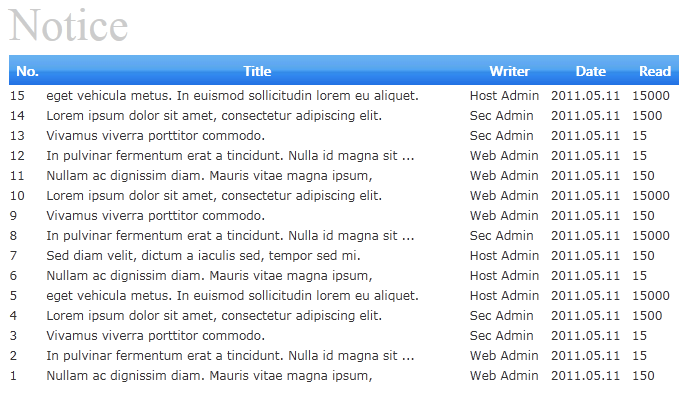 Notice
No. Title Writer Date Read
15 eget vehicula metus. In euismod sollicitudin lorem eu aliquet. Host Admin 2011.05.11 15000
14 Lorem ipsum dolor sit amet, consectetur adipiscing elit. Sec Admin 2011.05.11 1500
13 Vivamus viverra porttitor commodo. Sec Admin 2011.05.11 15
12 In pulvinar fermentum erat a tincidunt. Nulla id magna sit ... Web Admin 2011.05.11 15
11 Nullam ac dignissim diam. Mauris vitae magna ipsum, Web Admin 2011.05.11 150
10 Lorem ipsum dolor sit amet, consectetur adipiscing elit. Web Admin 2011.05.11 15000
9 Vivamus viverra porttitor commodo. Web Admin 2011.05.11 150
8 In pulvinar fermentum erat a tincidunt. Nulla id magna sit ... Sec Admin 2011.05.11 15000
7 Sed diam velit, dictum a iaculis sed, tempor sed mi. Host Admin 2011.05.11 150
6 Nullam ac dignissim diam. Mauris vitae magna ipsum, Host Admin 2011.05.11 15
5 eget vehicula metus. In euismod sollicitudin lorem eu aliquet. Host Admin 2011.05.11 15000
4 Lorem ipsum dolor sit amet, consectetur adipiscing elit. Sec Admin 2011.05.11 1500
3 Vivamus viverra porttitor commodo. Sec Admin 2011.05.11 15
2 In pulvinar fermentum erat a tincidunt. Nulla id magna sit ... Web Admin 2011.05.11 15
1 Nullam ac dignissim diam. Mauris vitae magna ipsum, Web Admin 2011.05.11 150